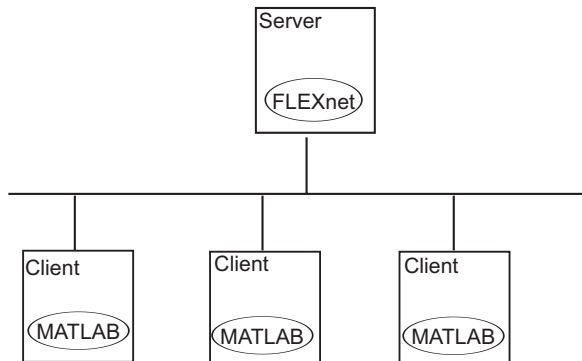 Server
FLEXnet
Client
MATLAB
Client
MATLAB
Client
MATLAB